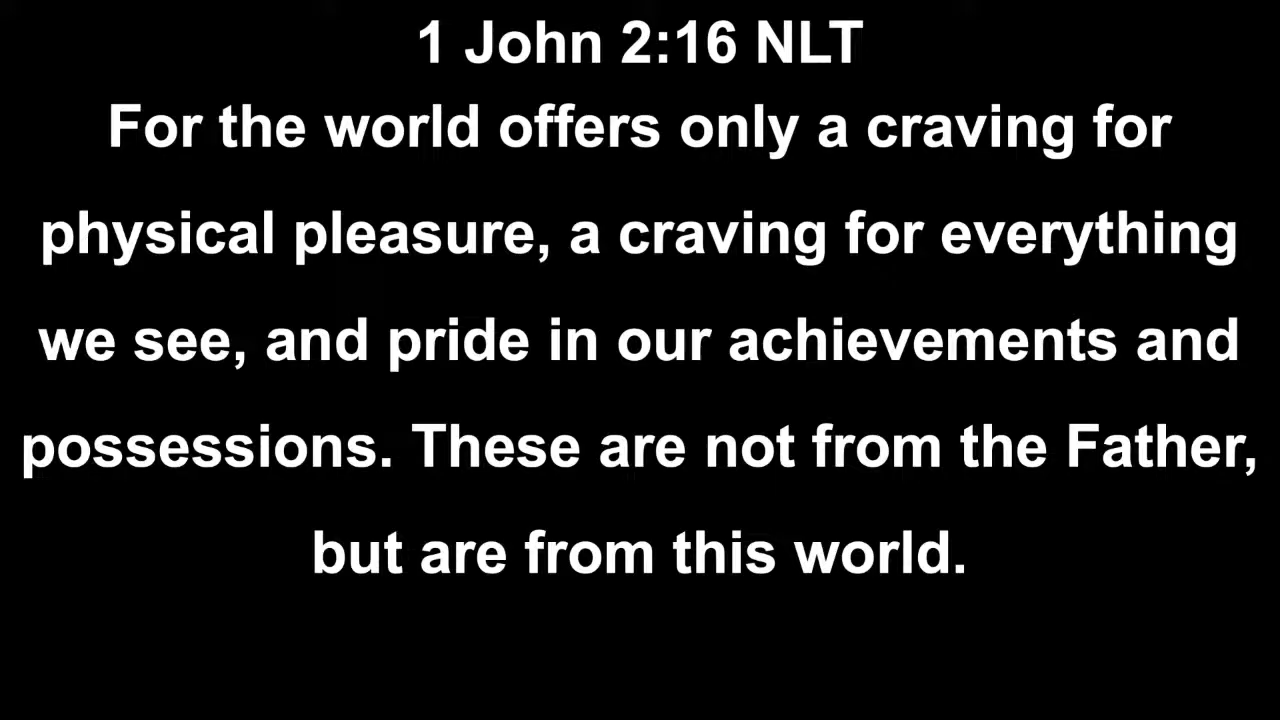 1 John 2:16 NLT
For the world offers only a craving for
physical pleasure, a craving for everything
we see, and pride in our achievements and
possessions. These are not from the Father,
but are from this world.